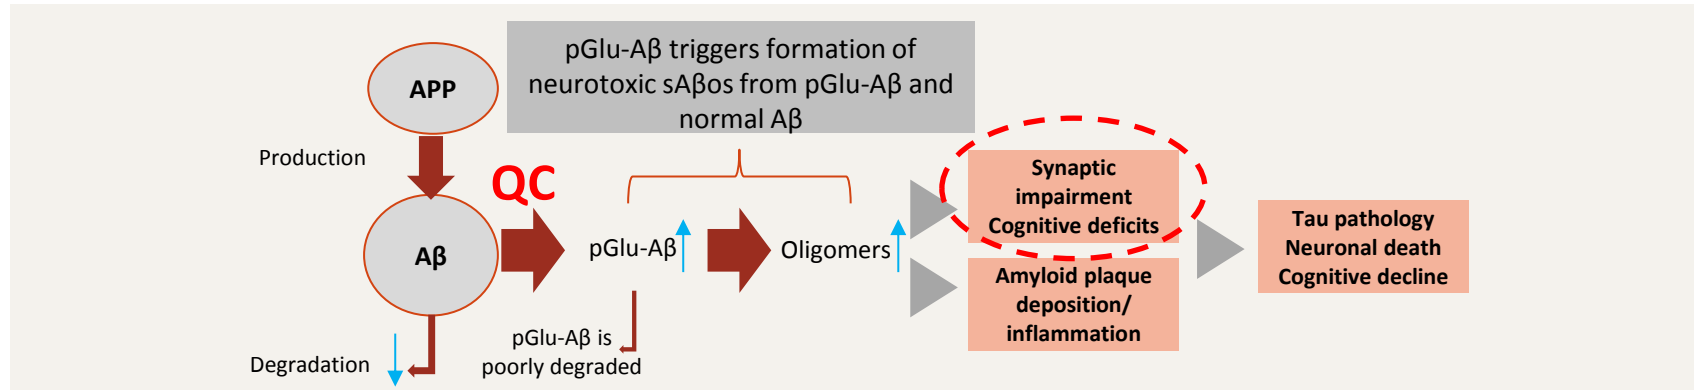 APP
pGlu-Aβ triggers formation of
neurotoxic sAβos from pGlu-Aβ and
normal Aβ
Production
QC
Aβ
pGlu-Aβ
Oligomers
Synaptic
impairment
Cognitive deficits
Amyloid plaque
deposition/
inflammation
Tau pathology
Neuronal death
Cognitive decline
Degradation
pGlu-Aβ is
poorly degraded